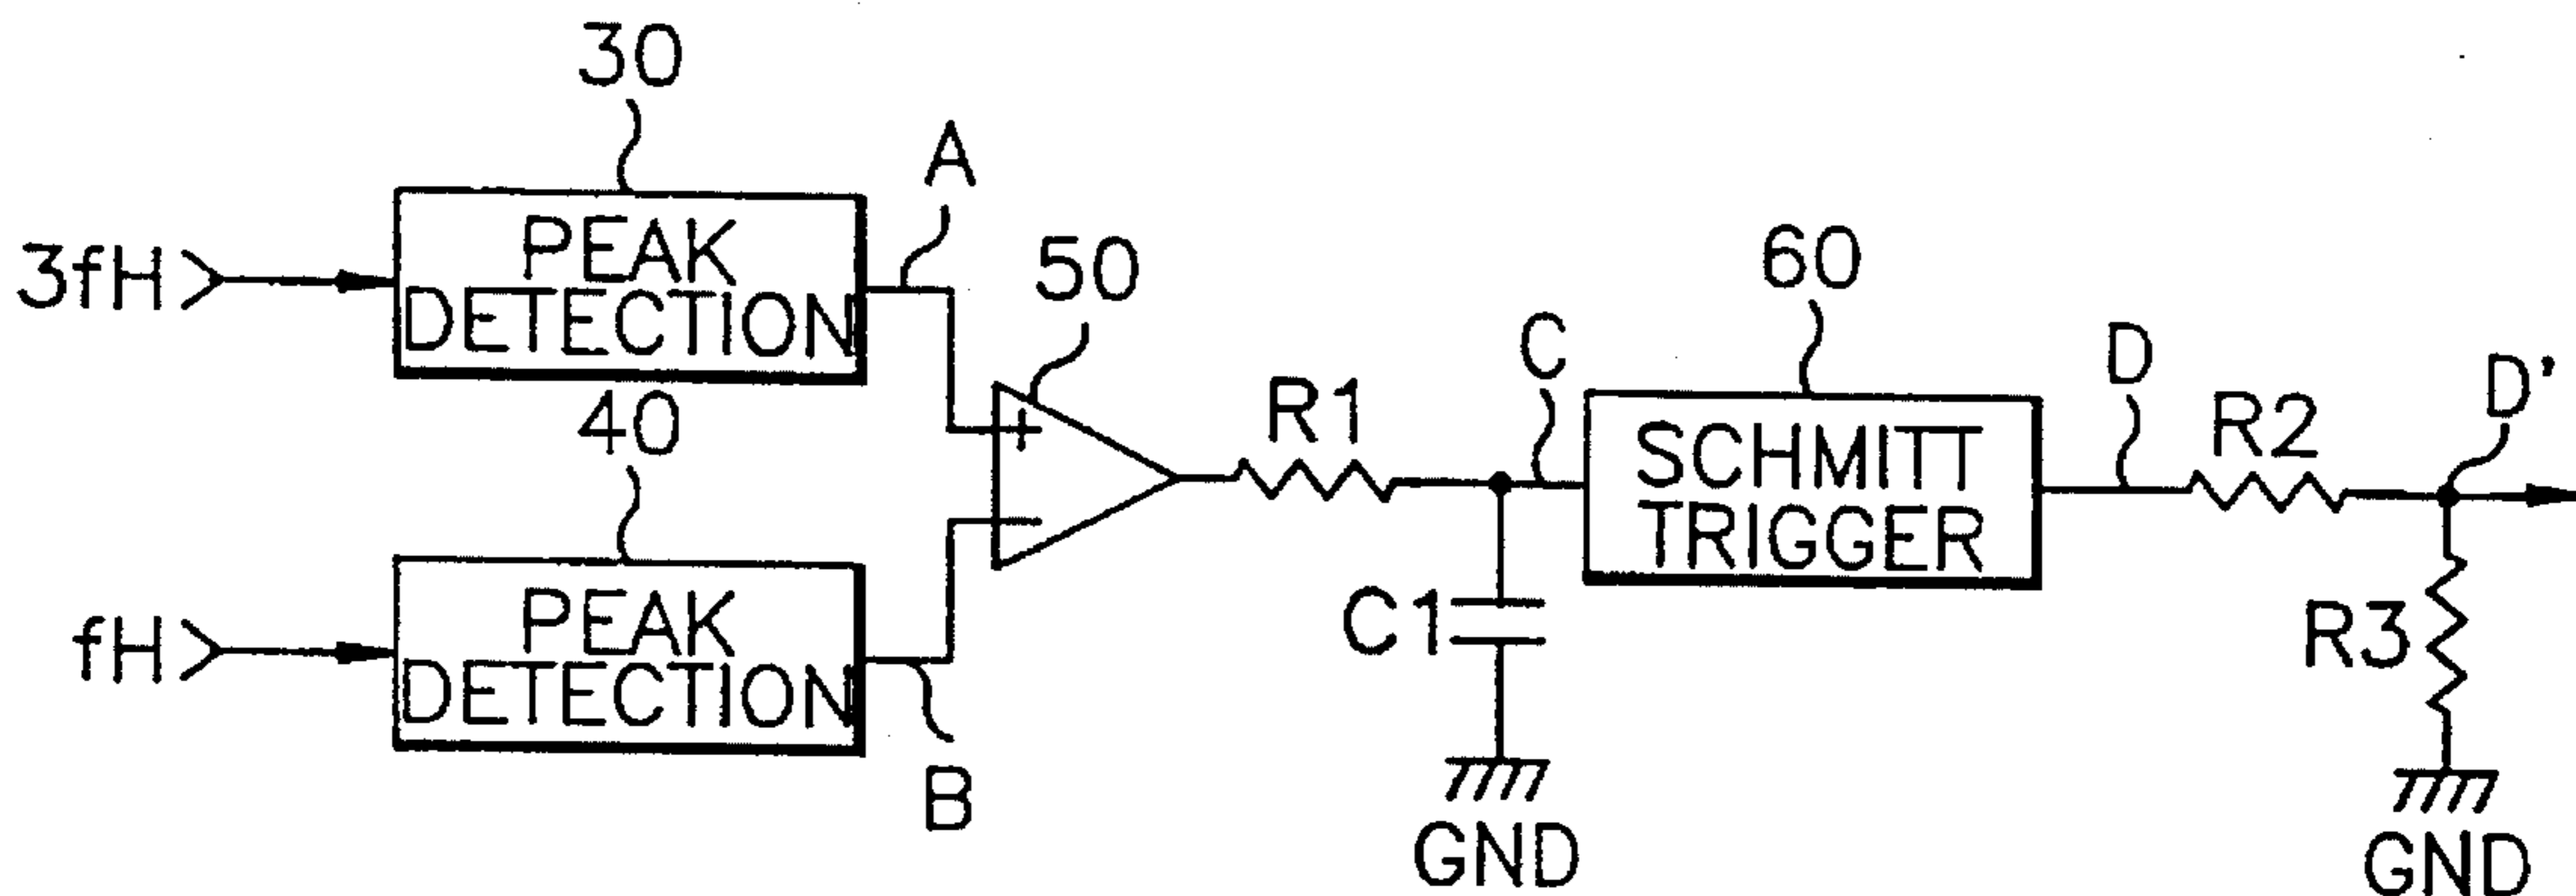 30
A
3fH
PEAK
DETECTION
50
40
fH
PEAK
DETECTION
B
+
−
R1
C
C1
GND
60
SCHMITT
TRIGGER
D
R2
D'
R3
GND